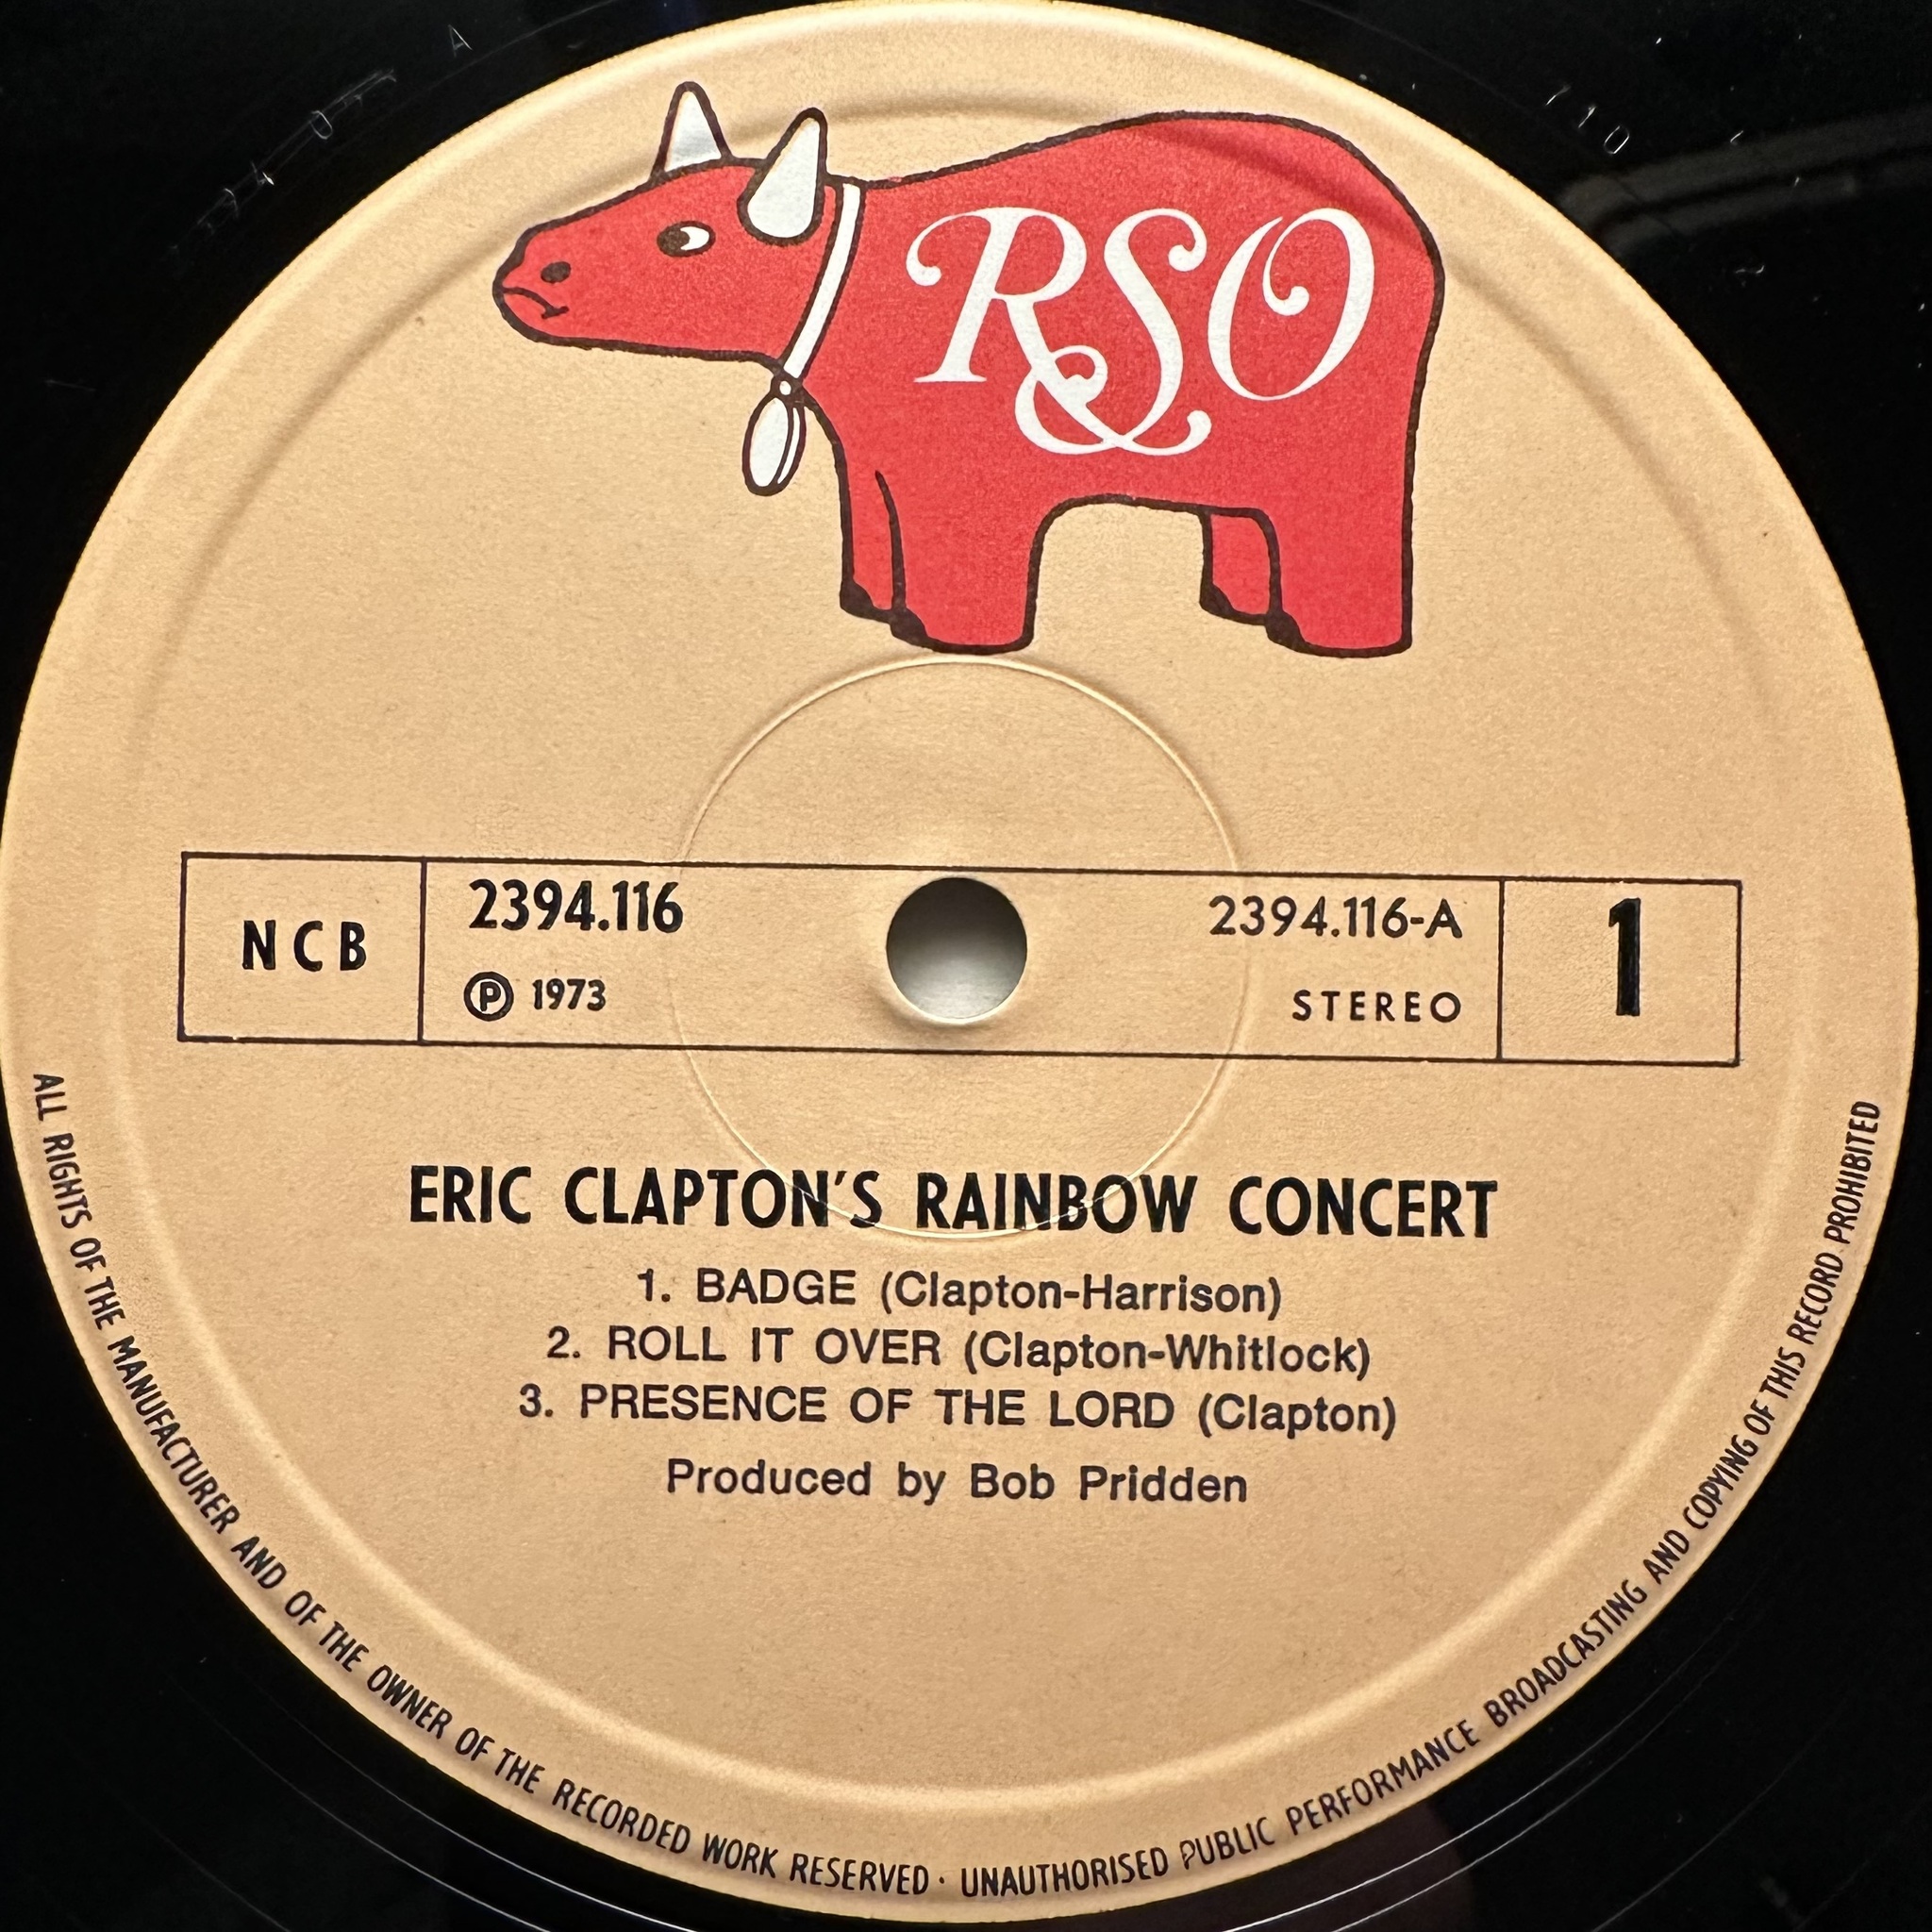 RSO
NCB
2394.116
Ⓟ 1973
2394.116-A
STEREO
1
ERIC CLAPTON'S RAINBOW CONCERT
1. BADGE (Clapton-Harrison)
2. ROLL IT OVER (Clapton-Whitlock)
3. PRESENCE OF THE LORD (Clapton)
Produced by Bob Pridden
ALL RIGHTS OF THE MANUFACTURER AND OF THE OWNER OF THE RECORDED WORK RESERVED · UNAUTHORISED PUBLIC PERFORMANCE BROADCASTING AND COPYING OF THIS RECORD PROHIBITED
710